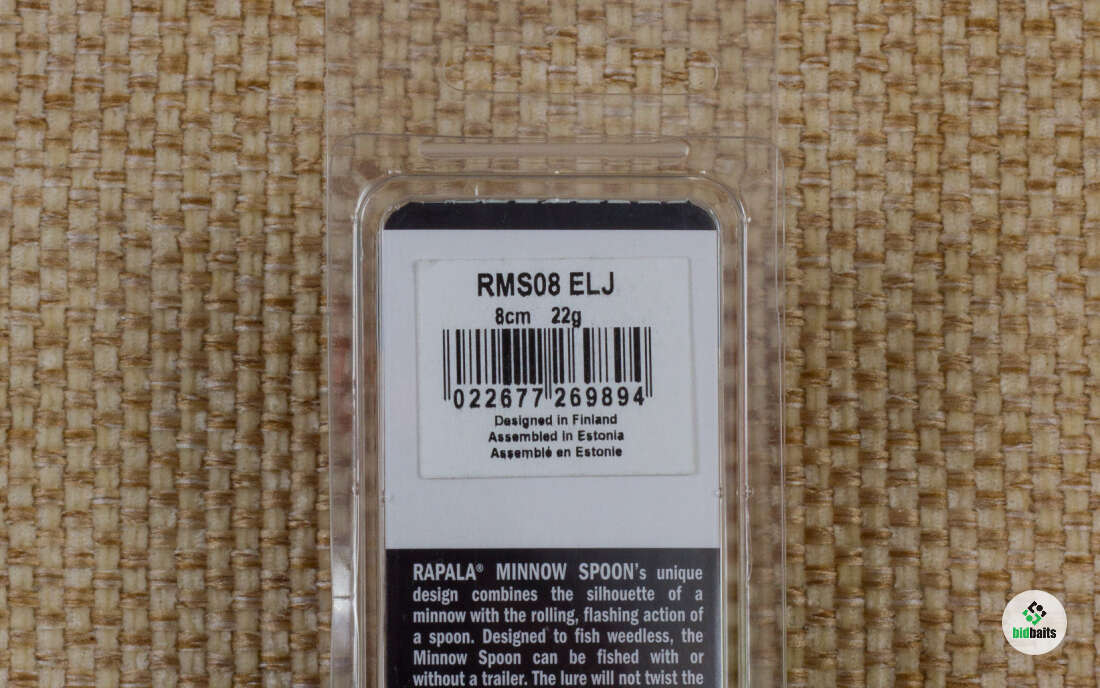 RMS08 ELJ
8cm 22g
022677 269894
Designed in Finland
Assembled in Estonia
Assemblé en Estonie
RAPALA® MINNOW SPOON's unique
design combines the silhouette of a
minnow with the rolling, flashing action of
a spoon. Designed to fish weedless, the
Minnow Spoon can be fished with or
without a trailer. The lure will not twist the
bidbaits